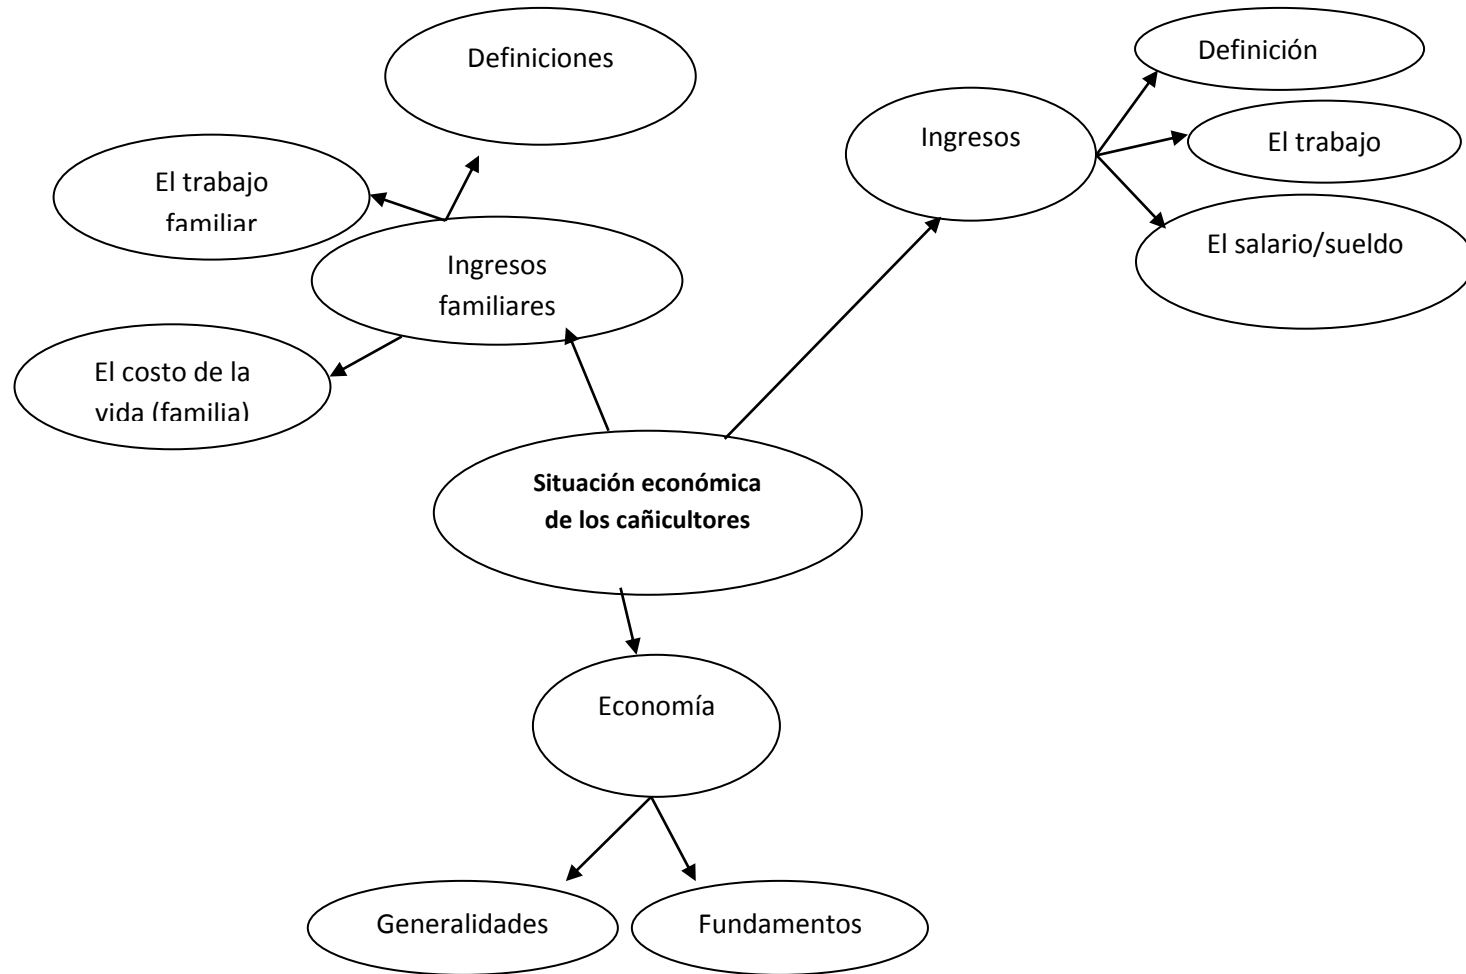 Definiciones
Definición
Ingresos
El trabajo
El trabajo
familiar
El salario/sueldo
Ingresos
familiares
El costo de la
vida (familia)
Situación económica
de los cañicultores
Economía
Generalidades
Fundamentos